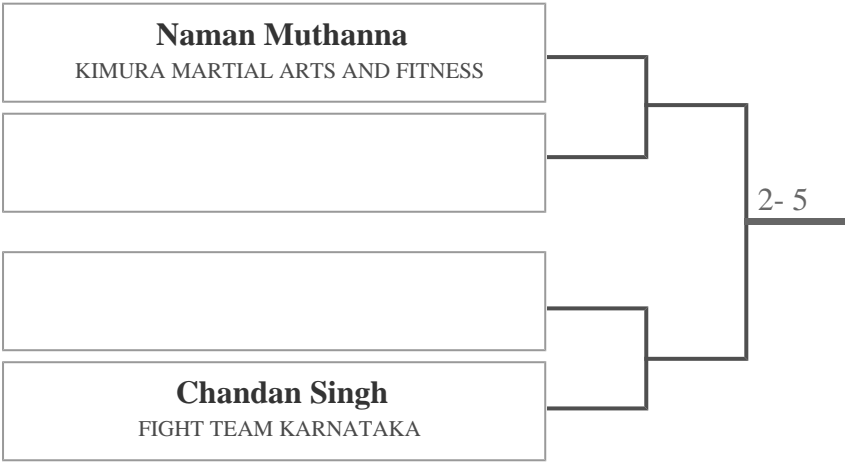 Naman Muthanna
KIMURA MARTIAL ARTS AND FITNESS
2- 5
Chandan Singh
FIGHT TEAM KARNATAKA